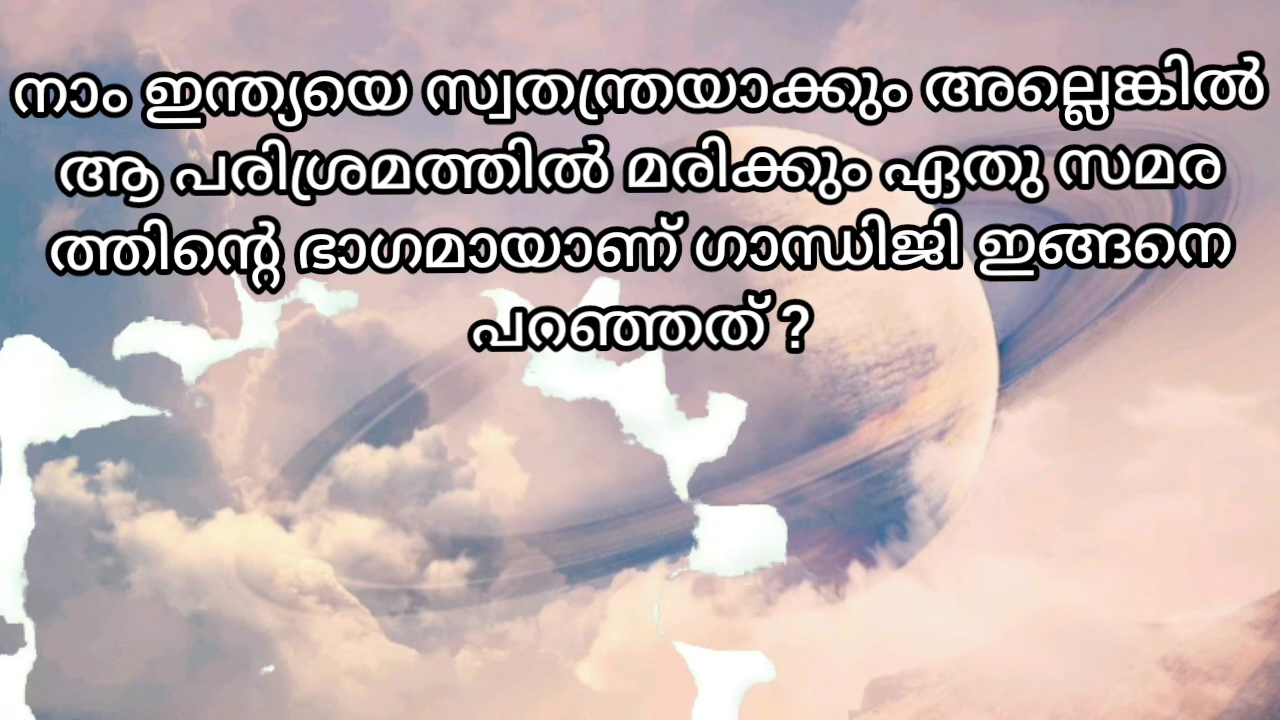 നാം ഇന്ത്യയെ സ്വതന്ത്രയാക്കും അല്ലെങ്കിൽ
ആ പരിശ്രമത്തിൽ മരിക്കും ഏതു സമര
ത്തിന്റെ ഭാഗമായാണ് ഗാന്ധിജി ഇങ്ങനെ
പറഞ്ഞത് ?